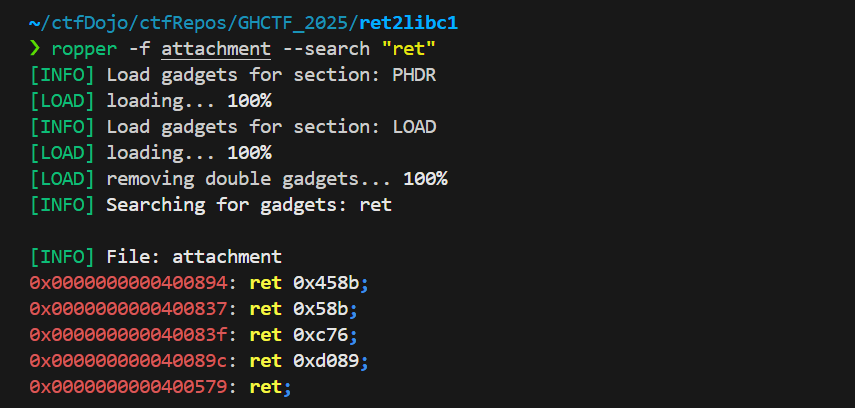 ~/ctfDojo/ctfRepos/GHCTF_2025/ret2libc1
❯ ropper -f attachment --search "ret"
[INFO] Load gadgets for section: PHDR
[LOAD] loading... 100%
[INFO] Load gadgets for section: LOAD
[LOAD] loading... 100%
[LOAD] removing double gadgets... 100%
[INFO] Searching for gadgets: ret
[INFO] File: attachment
0x0000000000400894: ret 0x458b;
0x0000000000400837: ret 0x58b;
0x000000000040083f: ret 0xc76;
0x000000000040089c: ret 0xd089;
0x0000000000400579: ret;